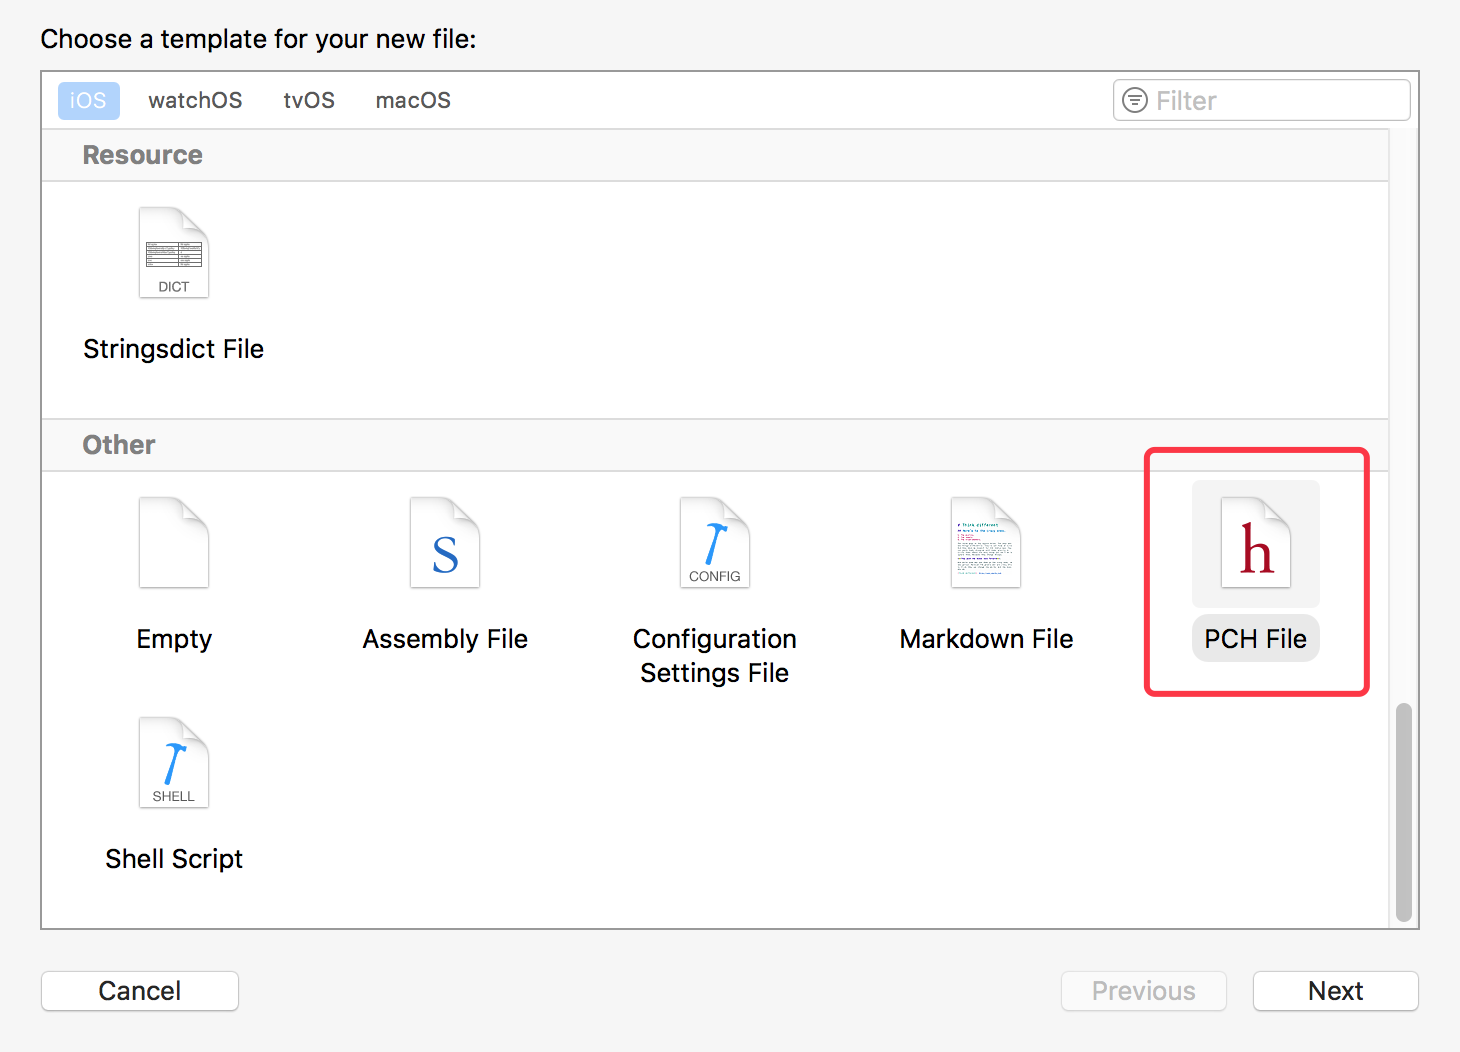 Choose a template for your new file:
iOS watchOS tvOS macOS Filter
Resource
DICT
Stringsdict File
Other
S CONFIG h
Empty Assembly File Configuration Settings File Markdown File PCH File
SHELL
Shell Script
Cancel Previous Next